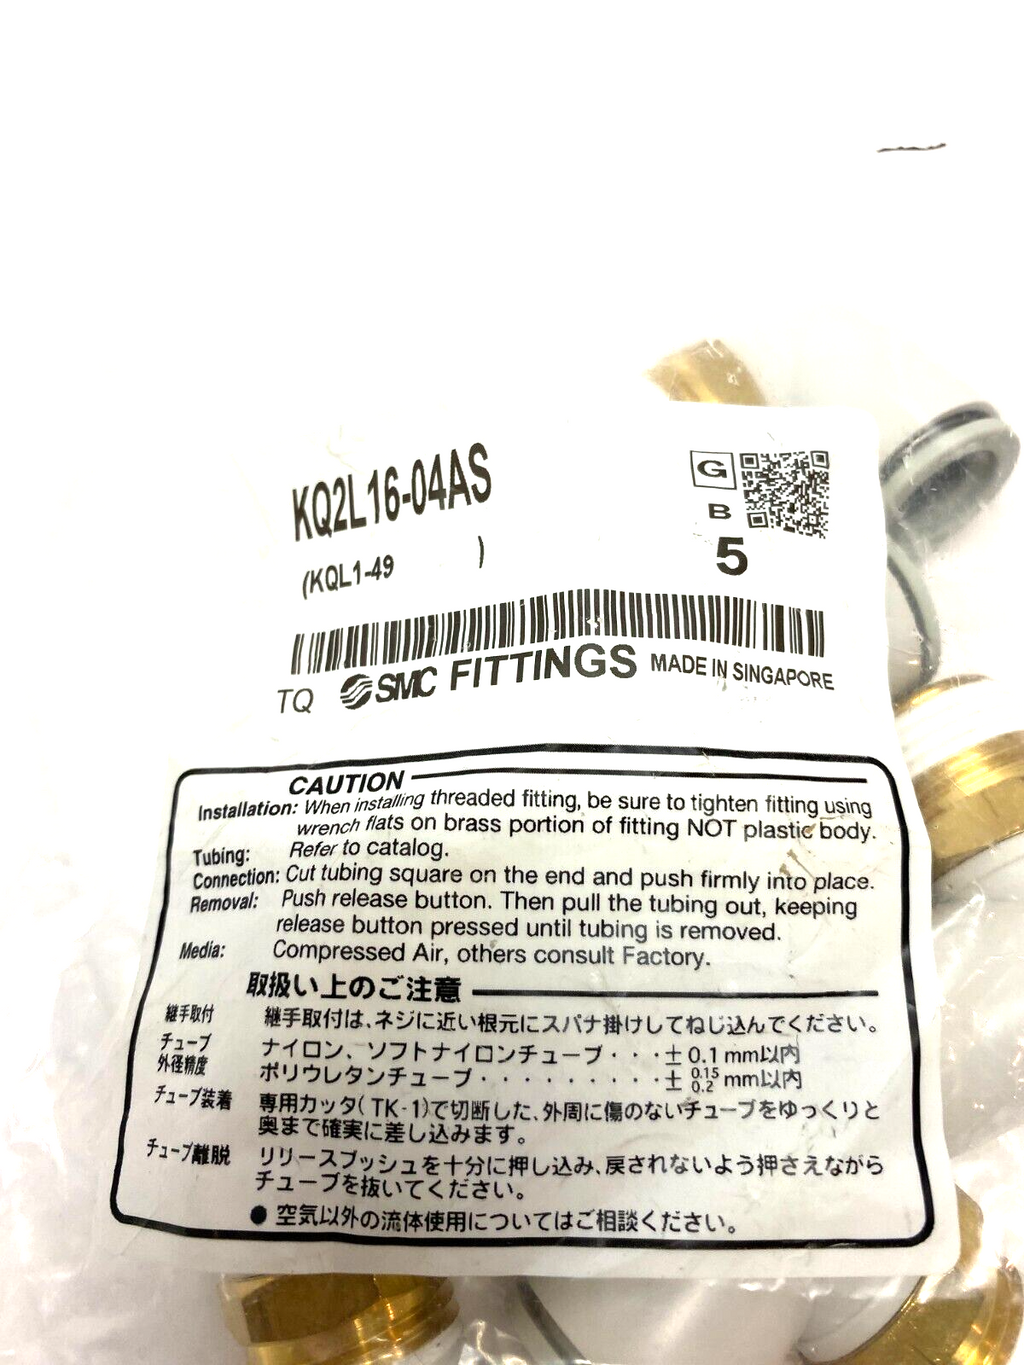 KQ2L16-04AS
G
B
(KQL1-49 )
5
TQ SMC FITTINGS MADE IN SINGAPORE
CAUTION
Installation: When installing threaded fitting, be sure to tighten fitting using
wrench flats on brass portion of fitting NOT plastic body.
Tubing: Refer to catalog.
Connection: Cut tubing square on the end and push firmly into place.
Removal: Push release button. Then pull the tubing out, keeping
release button pressed until tubing is removed.
Media: Compressed Air, others consult Factory.
取扱い上のご注意
継手取付 継手取付は、ネジに近い根元にスパナ掛けしてねじ込んでください。
チューブ ナイロン、ソフトナイロンチューブ・・・± 0.1 mm以内
外径精度 ポリウレタンチューブ・・・・・・・・・± 0.15 0.2 mm以内
チューブ装着 専用カッタ(TK-1)で切断した、外周に傷のないチューブをゆっくりと
奥まで確実に差し込みます。
チューブ離脱 リリースブッシュを十分に押し込み、戻されないよう押さえながら
チューブを抜いてください。
● 空気以外の流体使用についてはご相談ください。